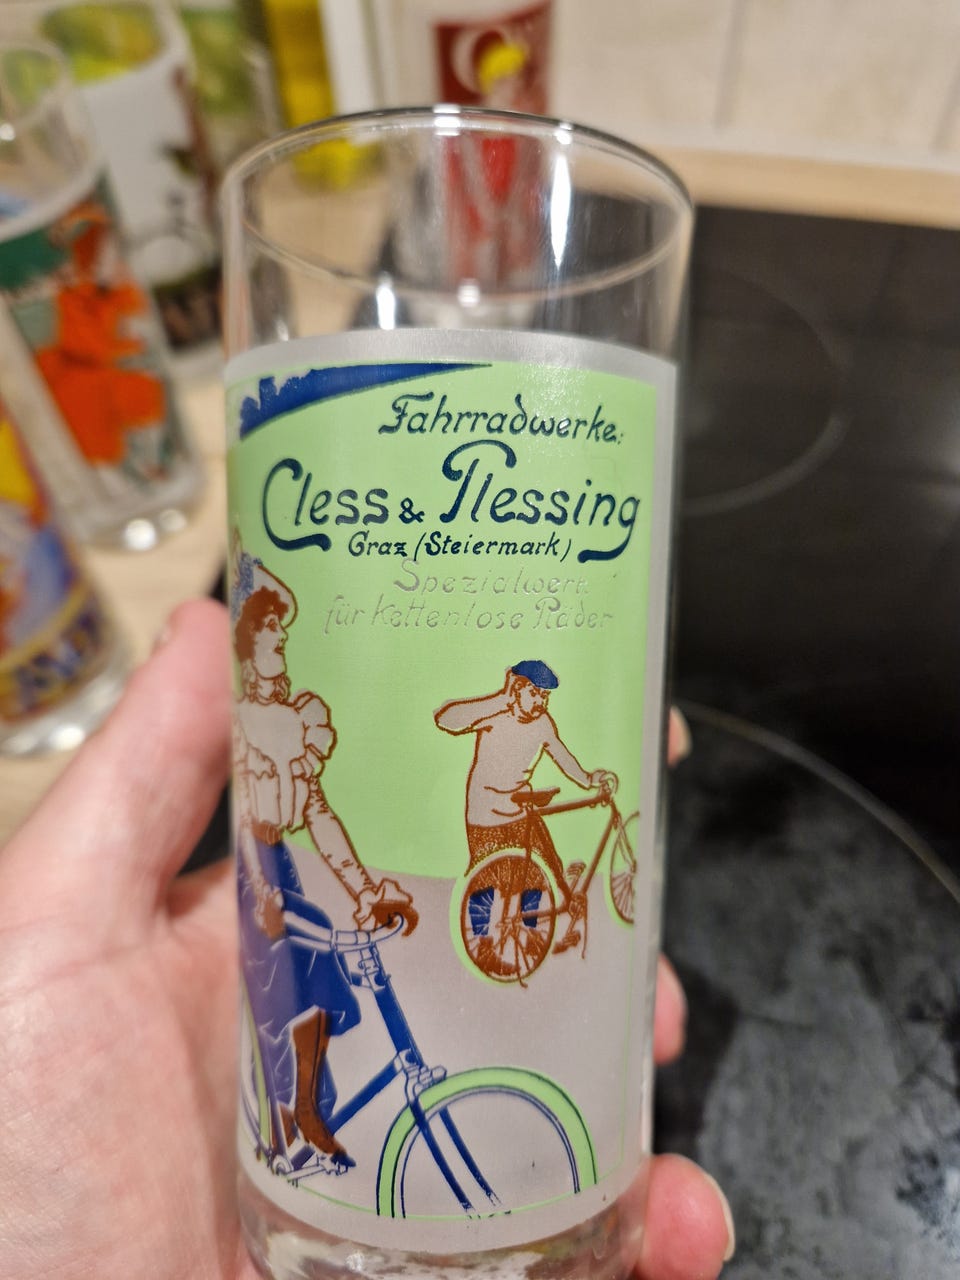 Fahrradwerke:
Cless & Plessing
Graz (Steiermark)
Spezialwerk
für Kettenlose Räder